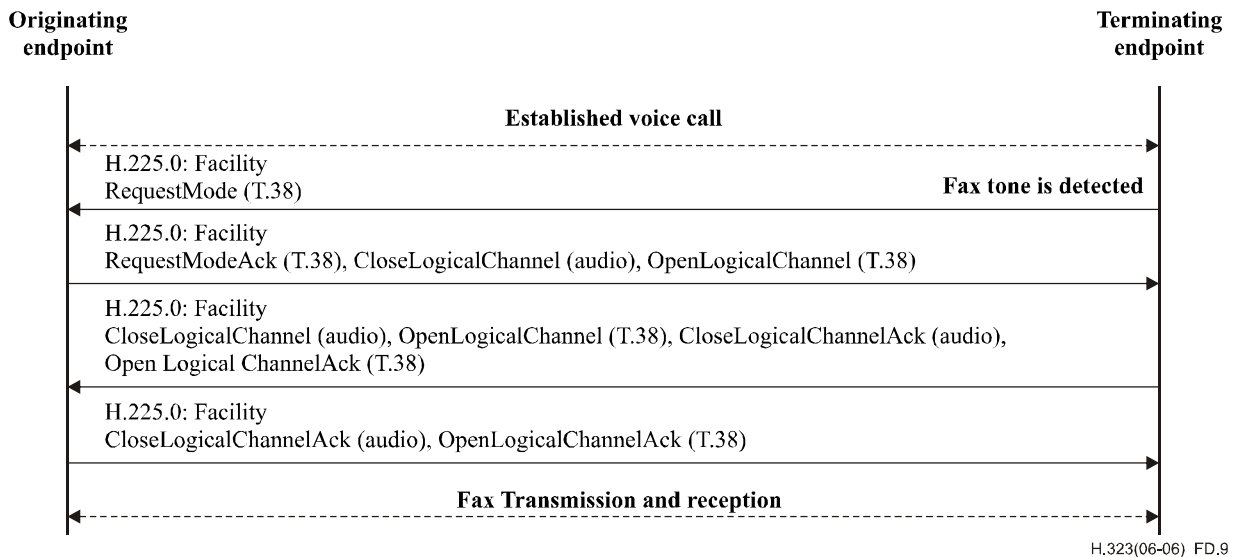 Originating
endpoint
Terminating
endpoint
Established voice call
H.225.0: Facility
RequestMode (T.38)
Fax tone is detected
H.225.0: Facility
RequestModeAck (T.38), CloseLogicalChannel (audio), OpenLogicalChannel (T.38)
H.225.0: Facility
CloseLogicalChannel (audio), OpenLogicalChannel (T.38), CloseLogicalChannelAck (audio),
Open Logical ChannelAck (T.38)
H.225.0: Facility
CloseLogicalChannelAck (audio), OpenLogicalChannelAck (T.38)
Fax Transmission and reception
H.323(06-06) FD.9